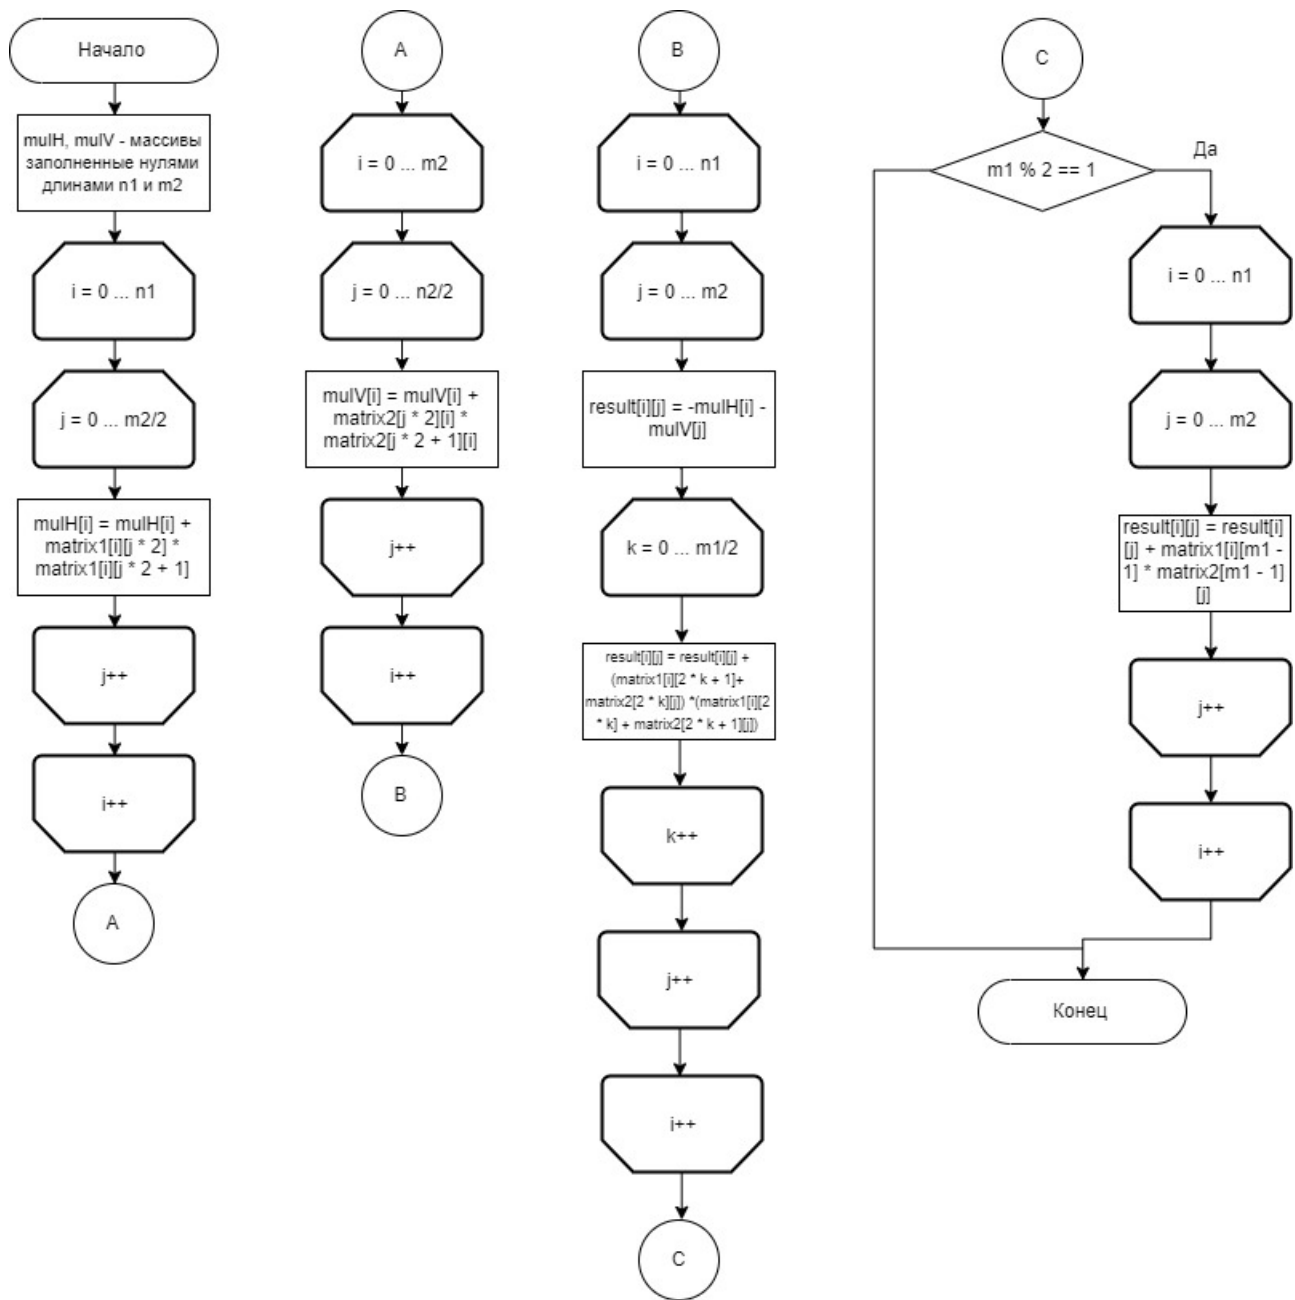 Начало
mulH, mulV - массивы
заполненные нулями
длинами n1 и m2
i = 0 ... n1
j = 0 ... m2/2
mulH[i] = mulH[i] +
matrix1[i][j * 2] *
matrix1[i][j * 2 + 1]
j++
i++
A
A
i = 0 ... m2
j = 0 ... n2/2
mulV[i] = mulV[i] +
matrix2[j * 2][i] *
matrix2[j * 2 + 1][i]
j++
i++
B
B
i = 0 ... n1
j = 0 ... m2
result[i][j] = -mulH[i] -
mulV[j]
k = 0 ... m1/2
result[i][j] = result[i][j] +
(matrix1[i][2 * k + 1]+
matrix2[2 * k][j]) *(matrix1[i][2
* k] + matrix2[2 * k + 1][j])
k++
j++
i++
C
C
m1 % 2 == 1
Да
i = 0 ... n1
j = 0 ... m2
result[i][j] = result[i]
[j] + matrix1[i][m1 -
1] * matrix2[m1 - 1]
[j]
j++
i++
Конец